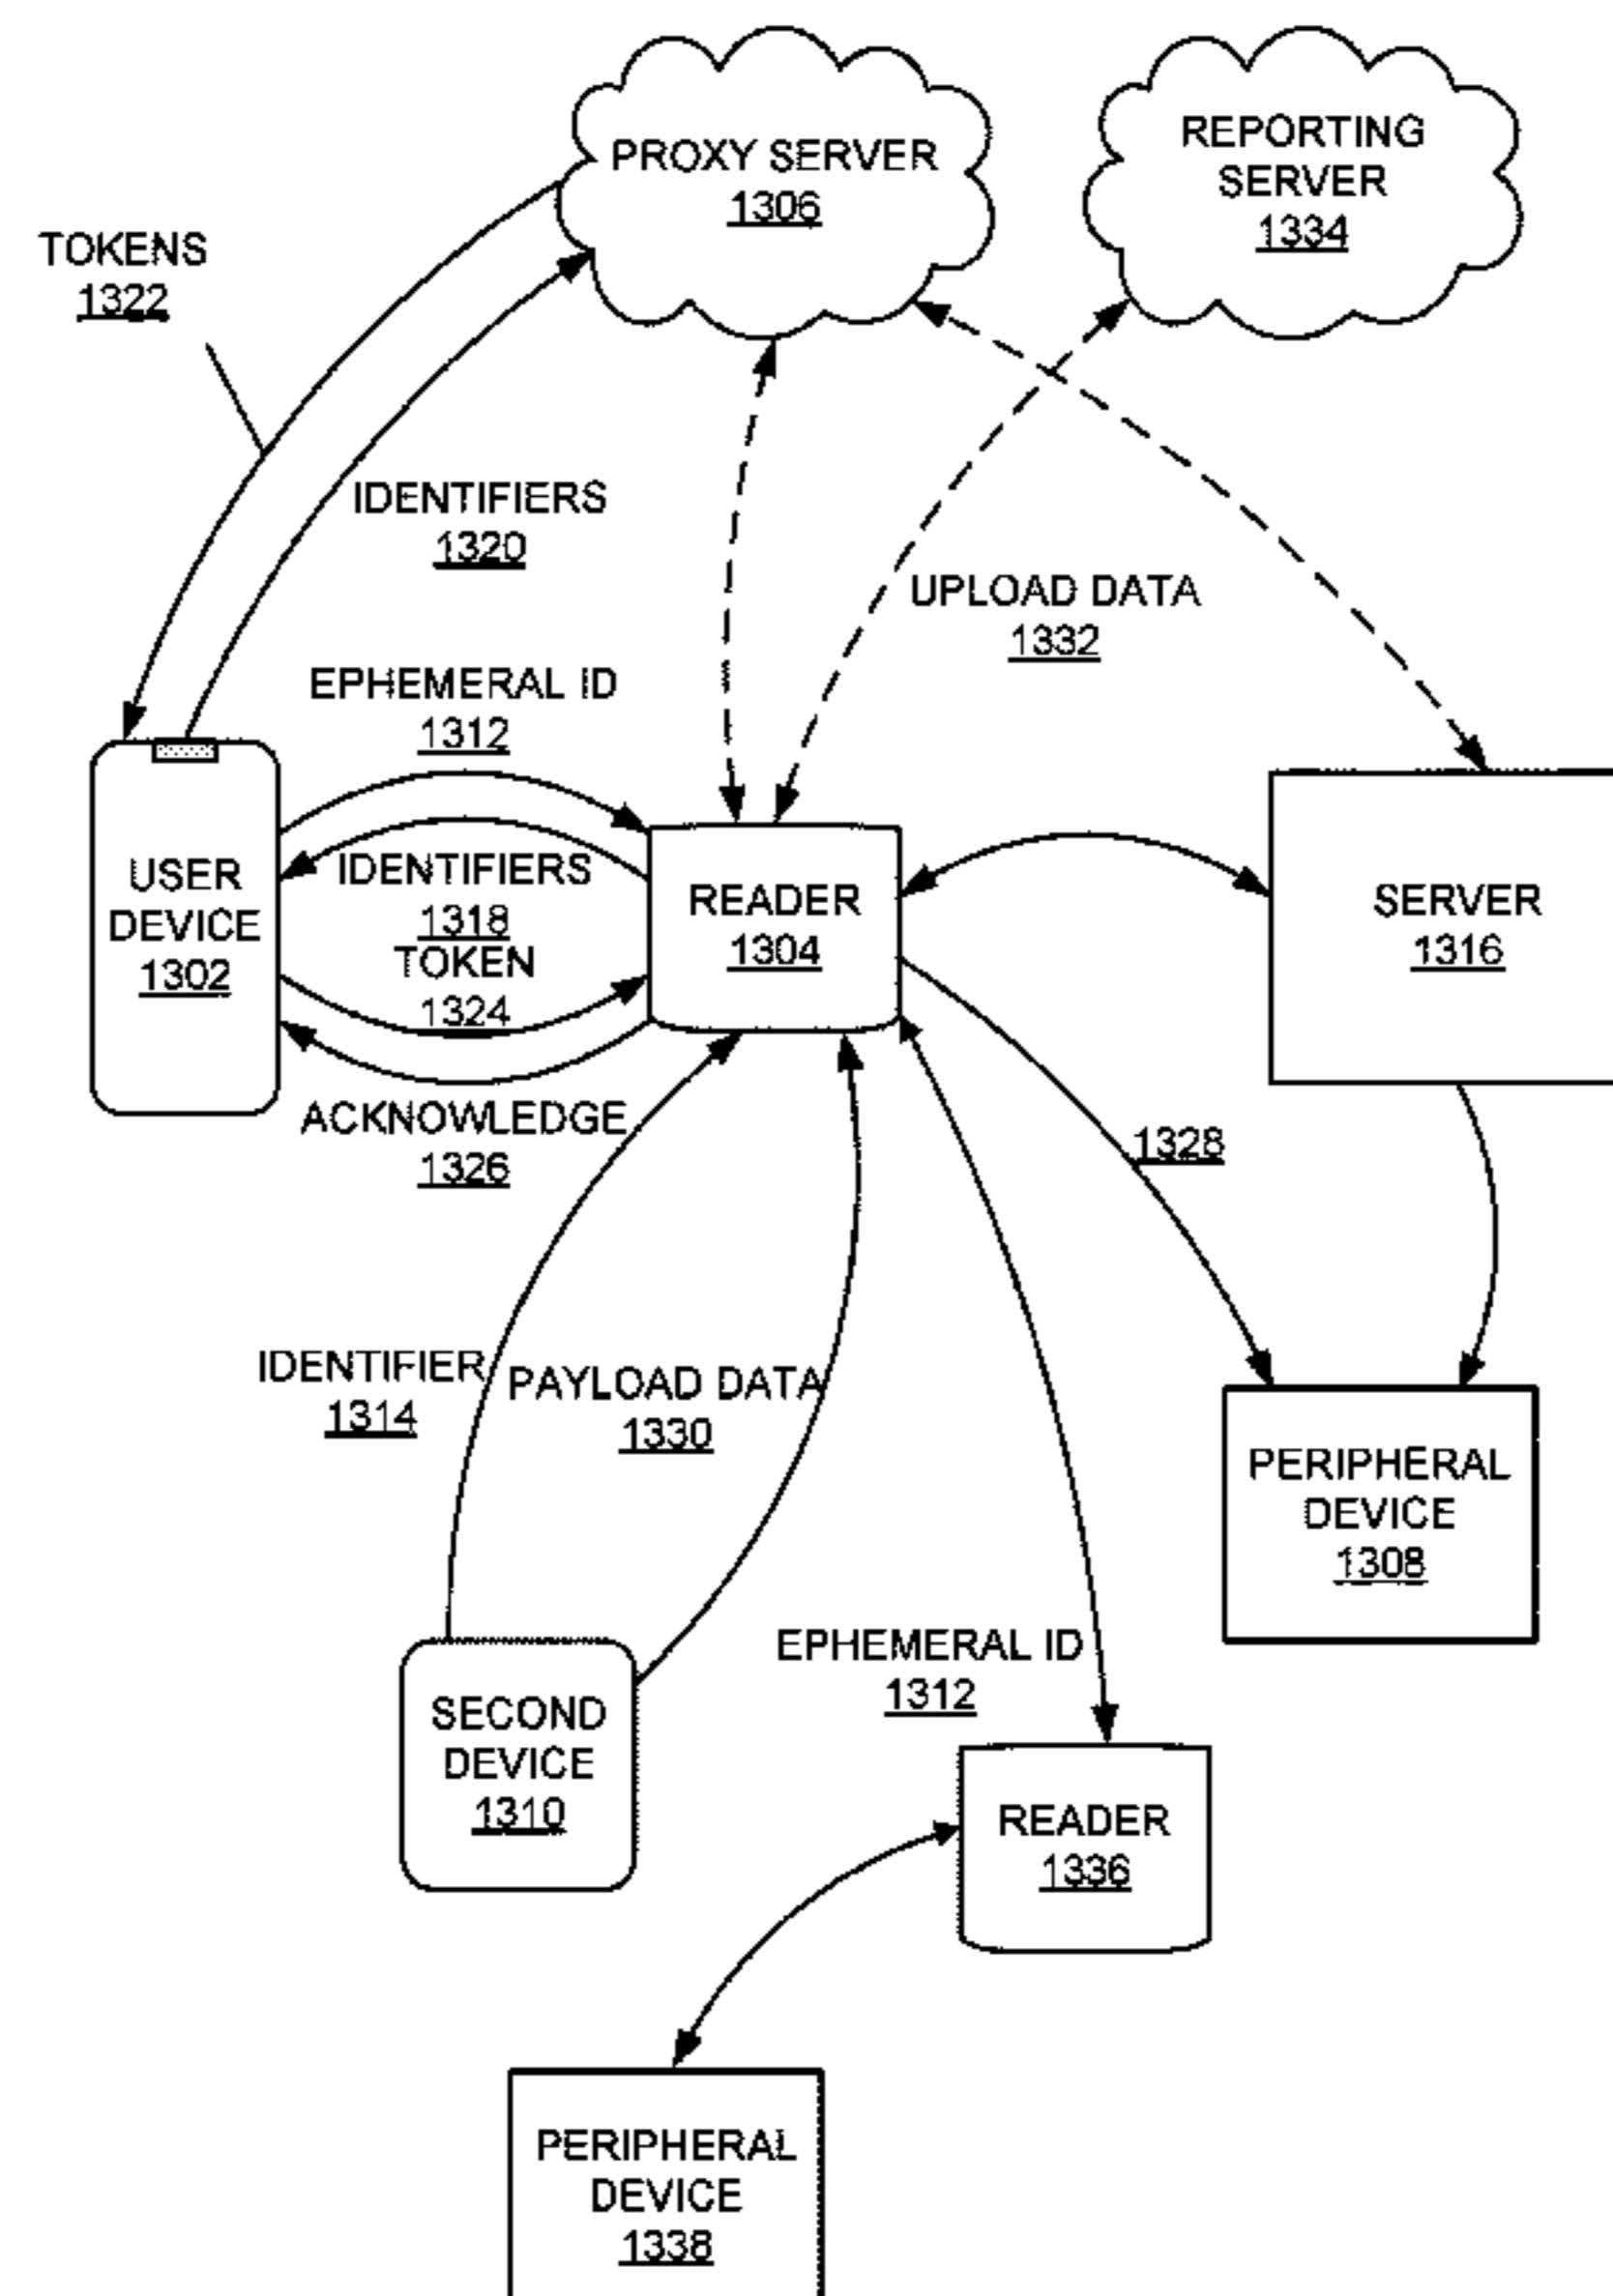 PROXY SERVER
1306
REPORTING
SERVER
1334
TOKENS
1322
IDENTIFIERS
1320
UPLOAD DATA
1332
EPHEMERAL ID
1312
USER
DEVICE
1302
IDENTIFIERS
1318
TOKEN
1324
READER
1304
SERVER
1316
ACKNOWLEDGE
1326
1328
IDENTIFIER
1314
PAYLOAD DATA
1330
PERIPHERAL
DEVICE
1308
EPHEMERAL ID
1312
SECOND
DEVICE
1310
READER
1336
PERIPHERAL
DEVICE
1338